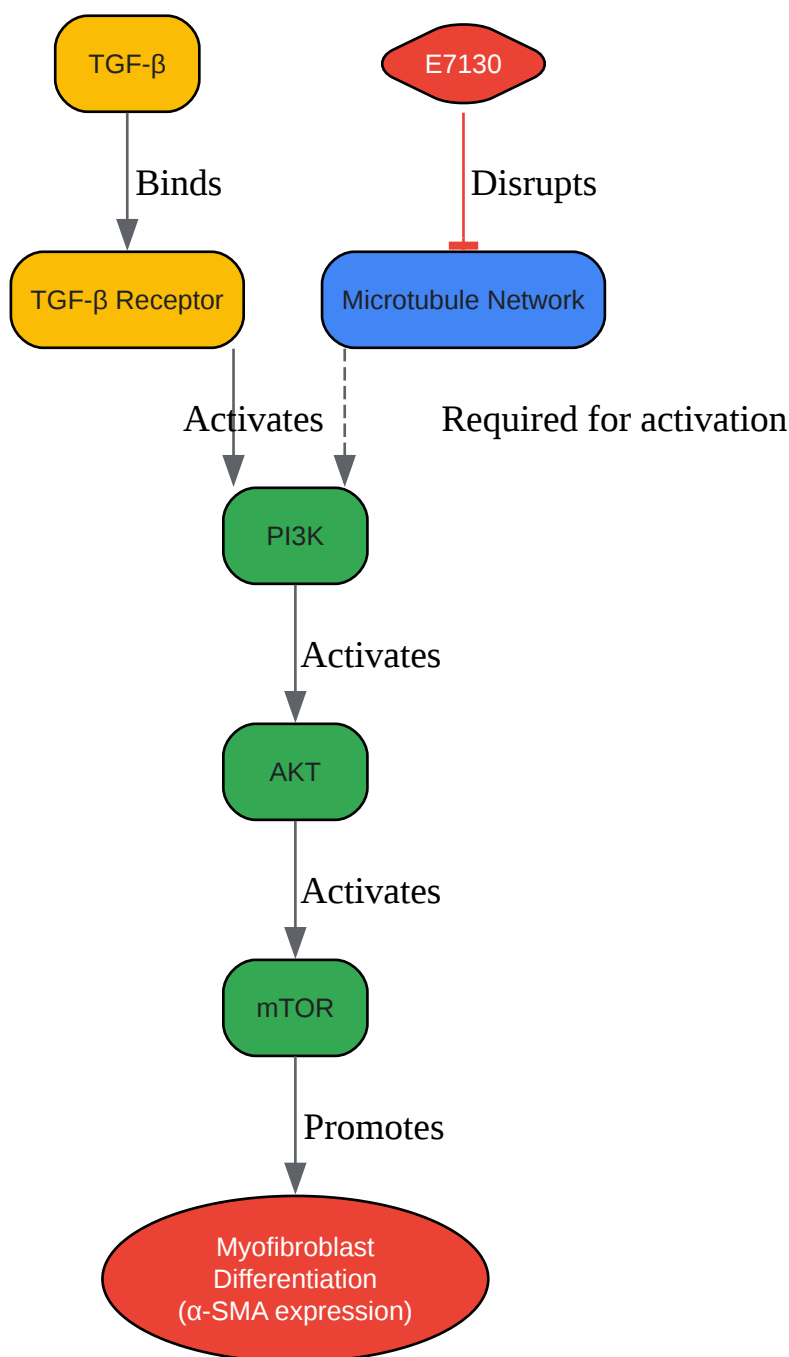 TGF-β
E7130
Binds
Disrupts
TGF-β Receptor
Microtubule Network
Activates
Required for activation
PI3K
Activates
AKT
Activates
mTOR
Promotes
Myofibroblast
Differentiation
(α-SMA expression)